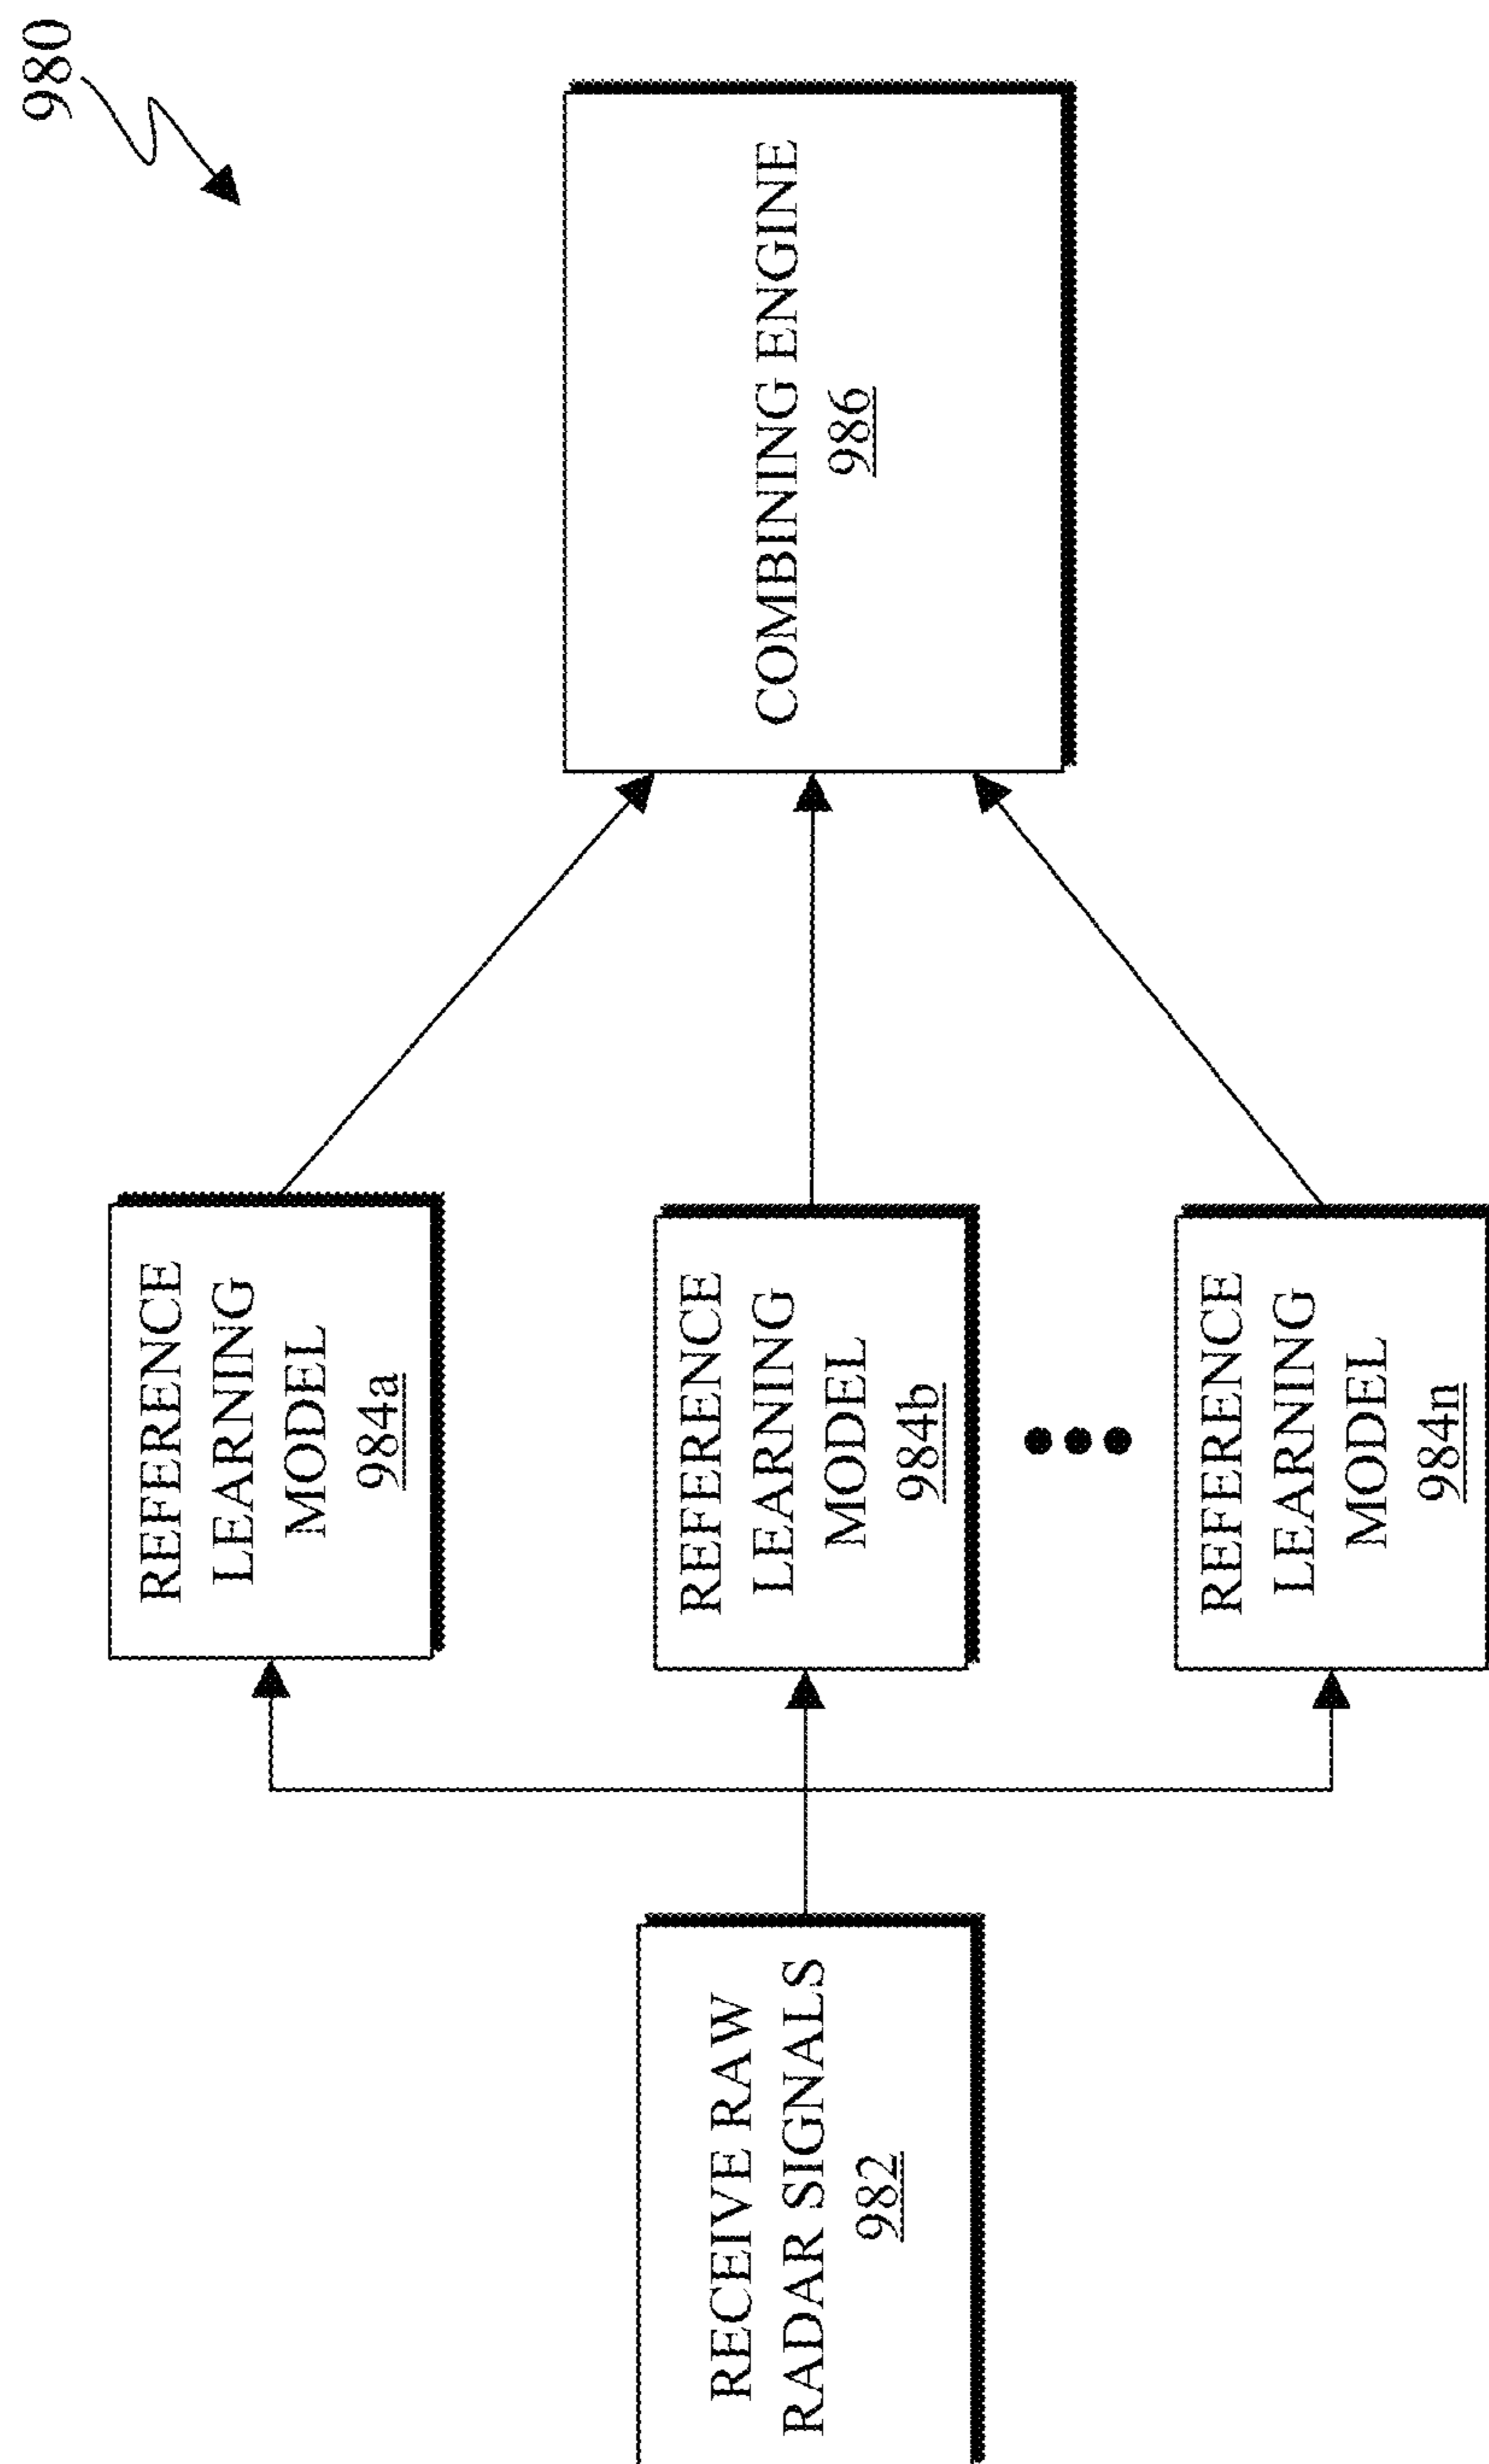 980
RECEIVE RAW
RADAR SIGNALS
982
REFERENCE
LEARNING
MODEL
984a
REFERENCE
LEARNING
MODEL
984b
REFERENCE
LEARNING
MODEL
984n
COMBINING ENGINE
986